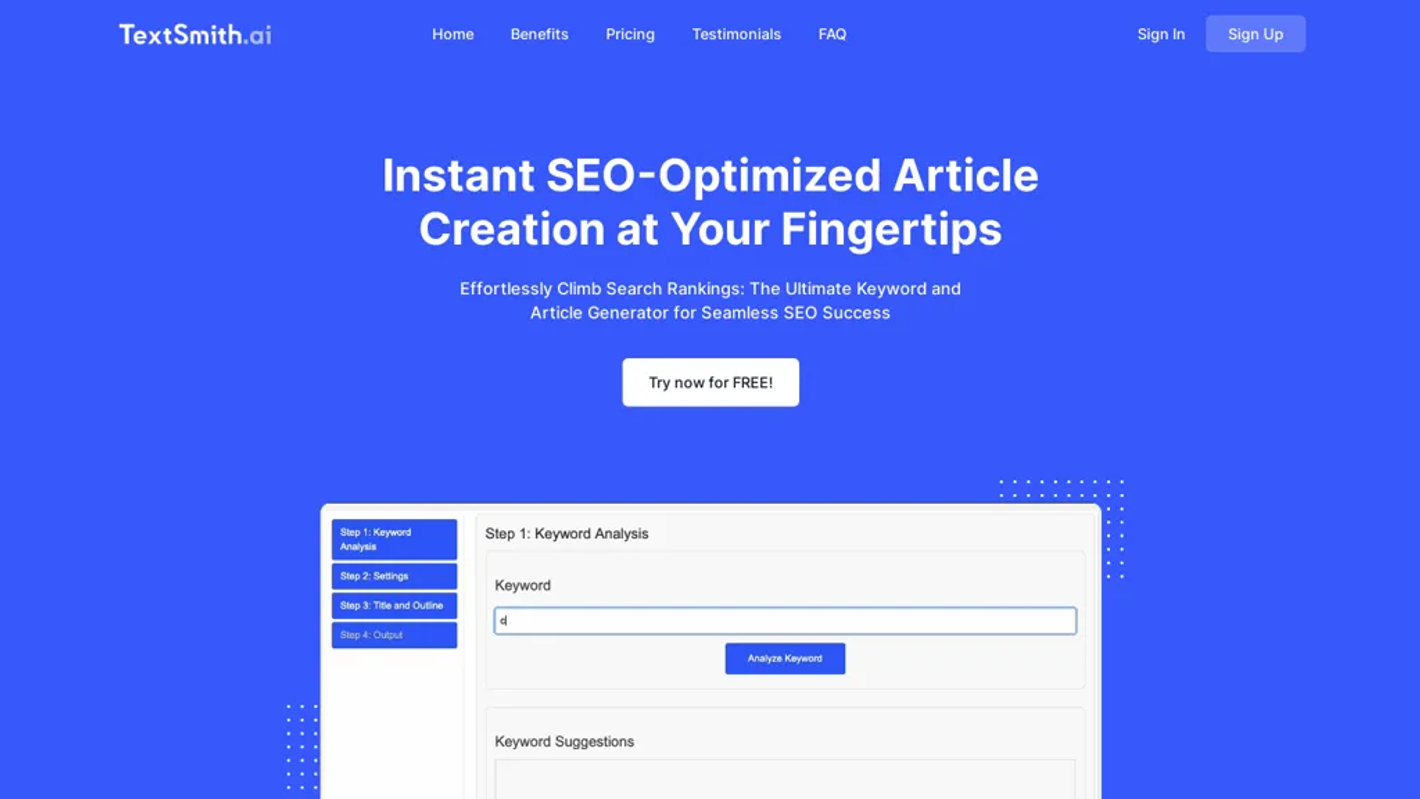 TextSmith.ai
Home
Benefits
Pricing
Testimonials
FAQ
Sign In
Sign Up
Instant SEO-Optimized Article
Creation at Your Fingertips
Effortlessly Climb Search Rankings: The Ultimate Keyword and
Article Generator for Seamless SEO Success
Try now for FREE!
Step 1: Keyword
Analysis
Step 2: Settings
Step 3: Title and Outline
Step 4: Output
Step 1: Keyword Analysis
Keyword
c
Analyze Keyword
Keyword Suggestions